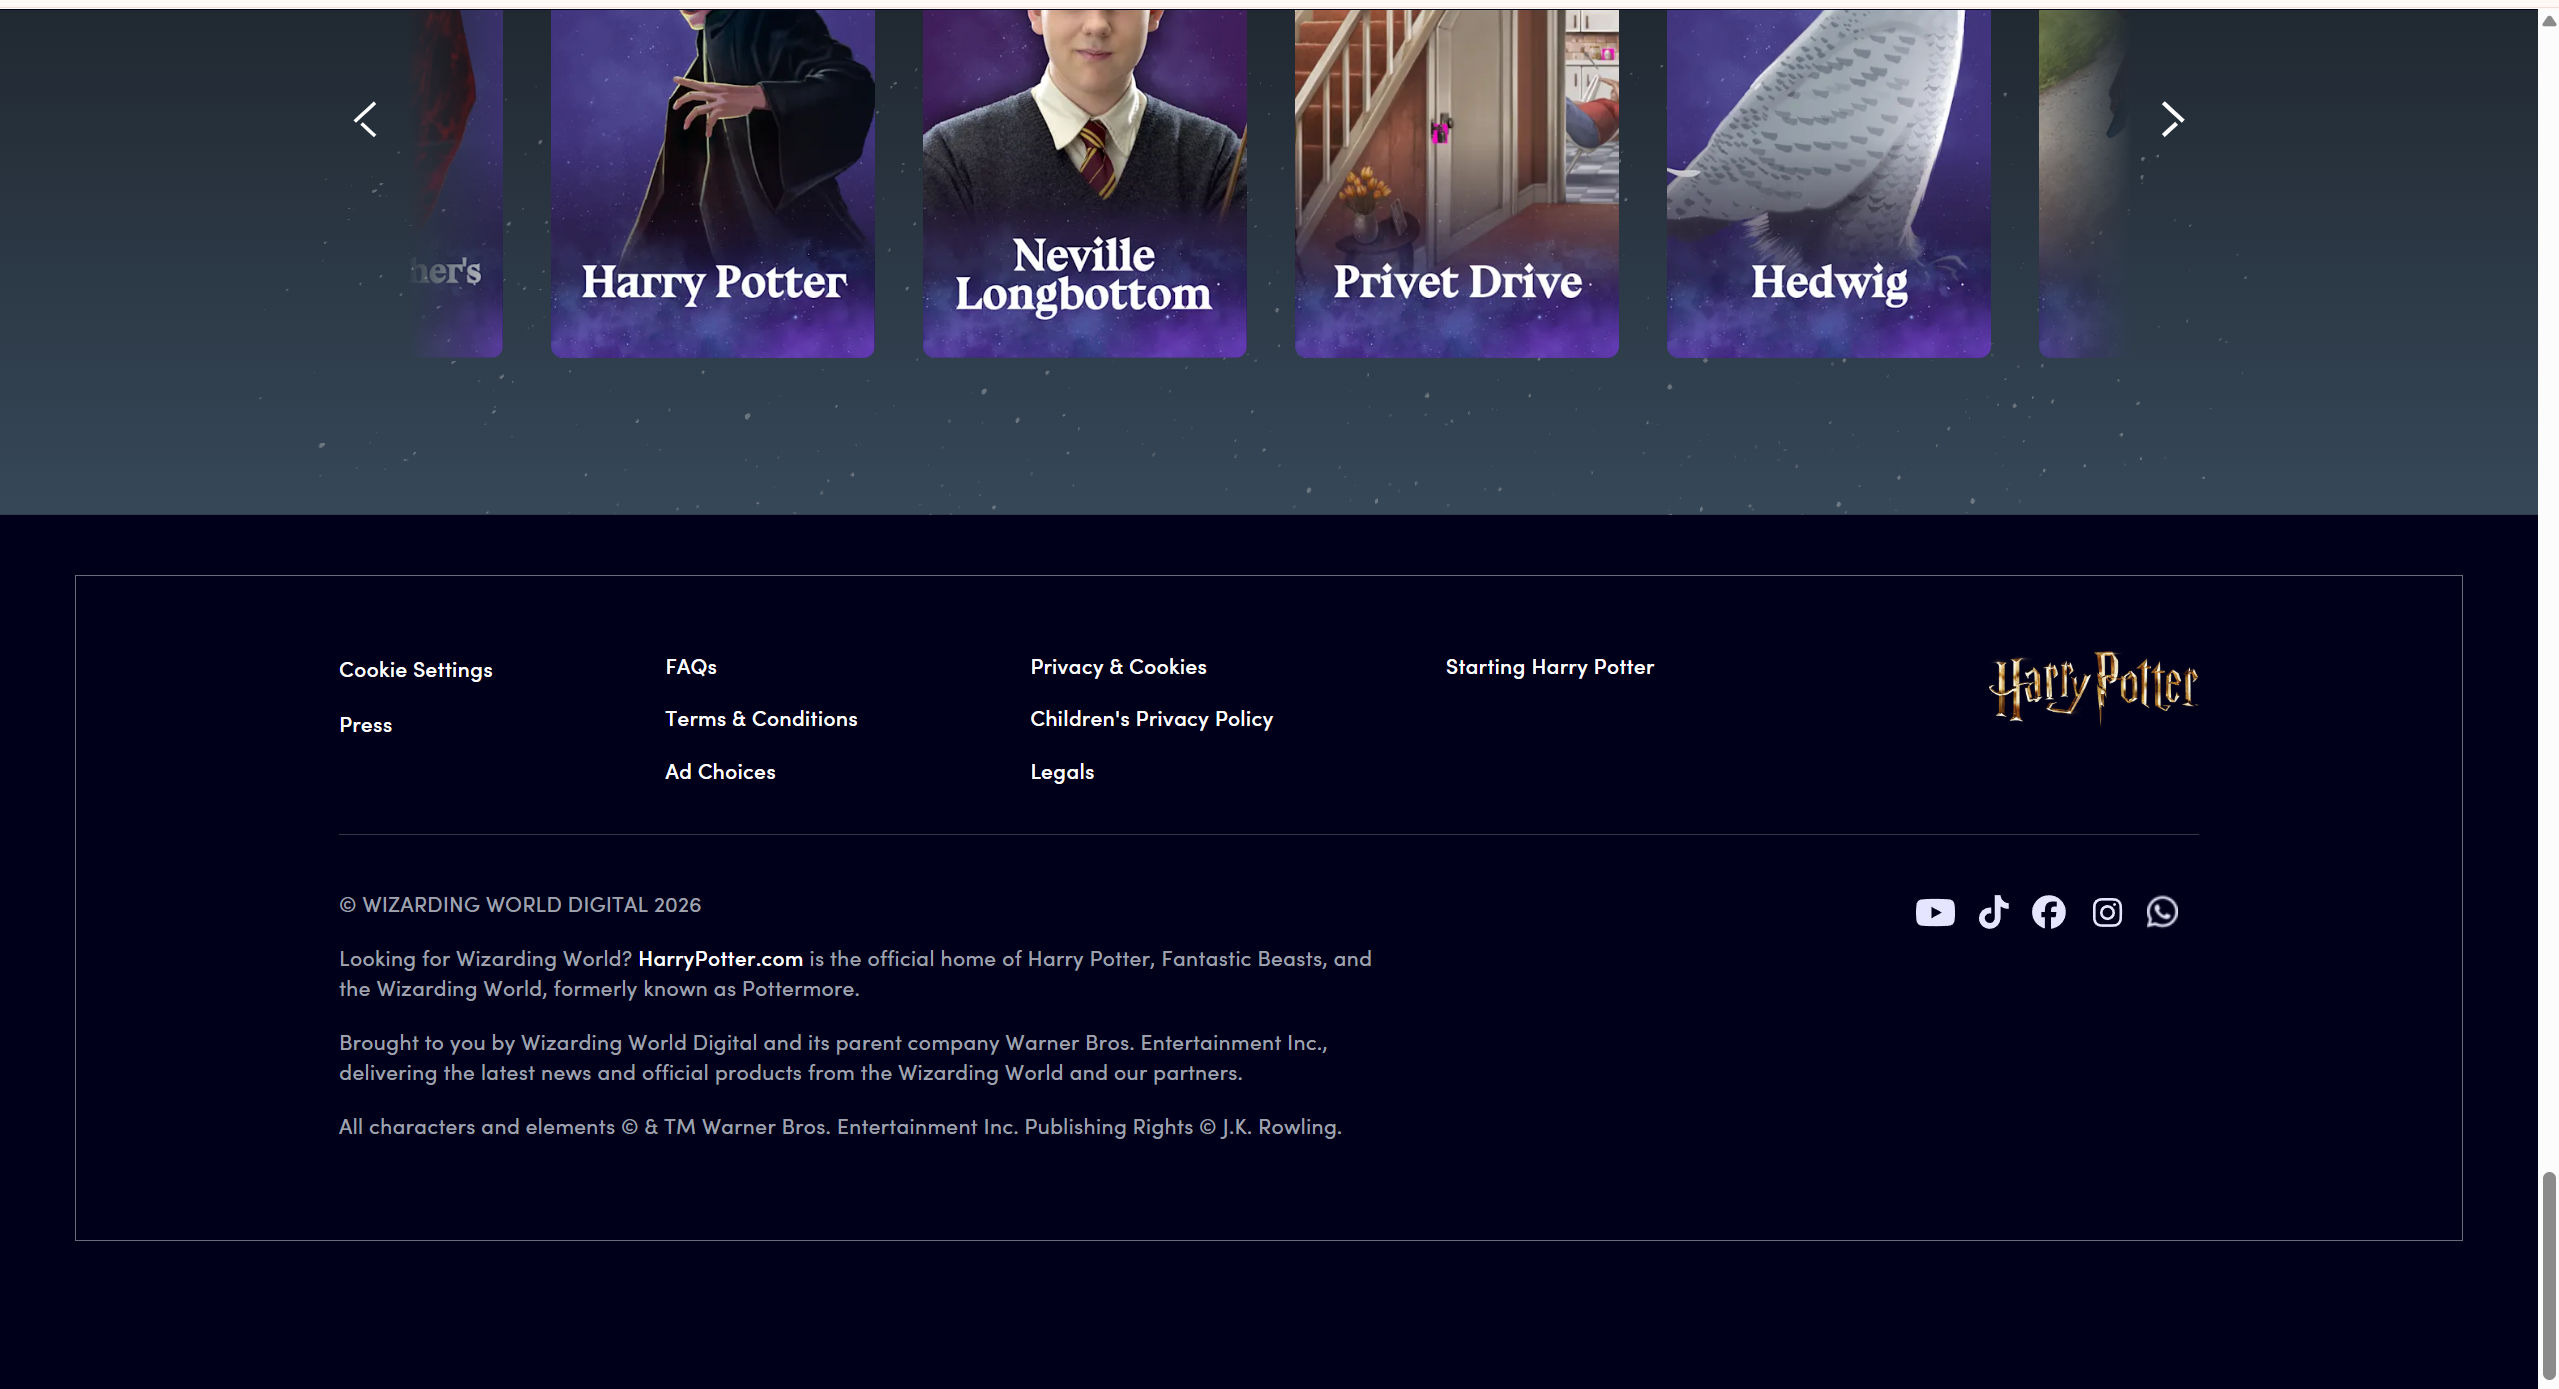 her's
Harry Potter
Neville
Longbottom
Privet Drive
Hedwig
Cookie Settings
Press
FAQs
Terms & Conditions
Ad Choices
Privacy & Cookies
Children's Privacy Policy
Legals
Starting Harry Potter
Harry Potter
© WIZARDING WORLD DIGITAL 2026
Looking for Wizarding World? HarryPotter.com is the official home of Harry Potter, Fantastic Beasts, and
the Wizarding World, formerly known as Pottermore.
Brought to you by Wizarding World Digital and its parent company Warner Bros. Entertainment Inc.,
delivering the latest news and official products from the Wizarding World and our partners.
All characters and elements © & TM Warner Bros. Entertainment Inc. Publishing Rights © J.K. Rowling.